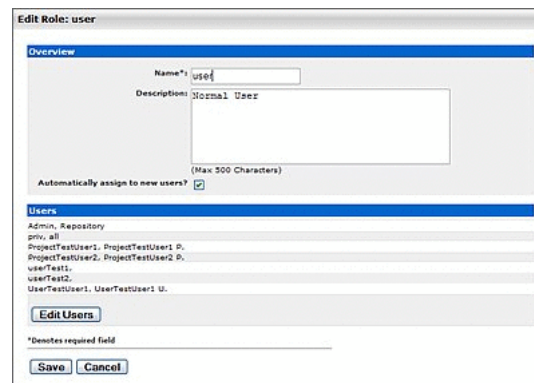 Edit Role: user
Overview
Name*: user
Description: Normal User
(Max 500 Characters)
Automatically assign to new users?
Users
Admin, Repository
priv, all
ProjectTestUser1, ProjectTestUser1 P.
ProjectTestUser2, ProjectTestUser2 P.
userTest1,
userTest2,
UserTestUser1, UserTestUser1 U.
Edit Users
*Denotes required field
Save Cancel